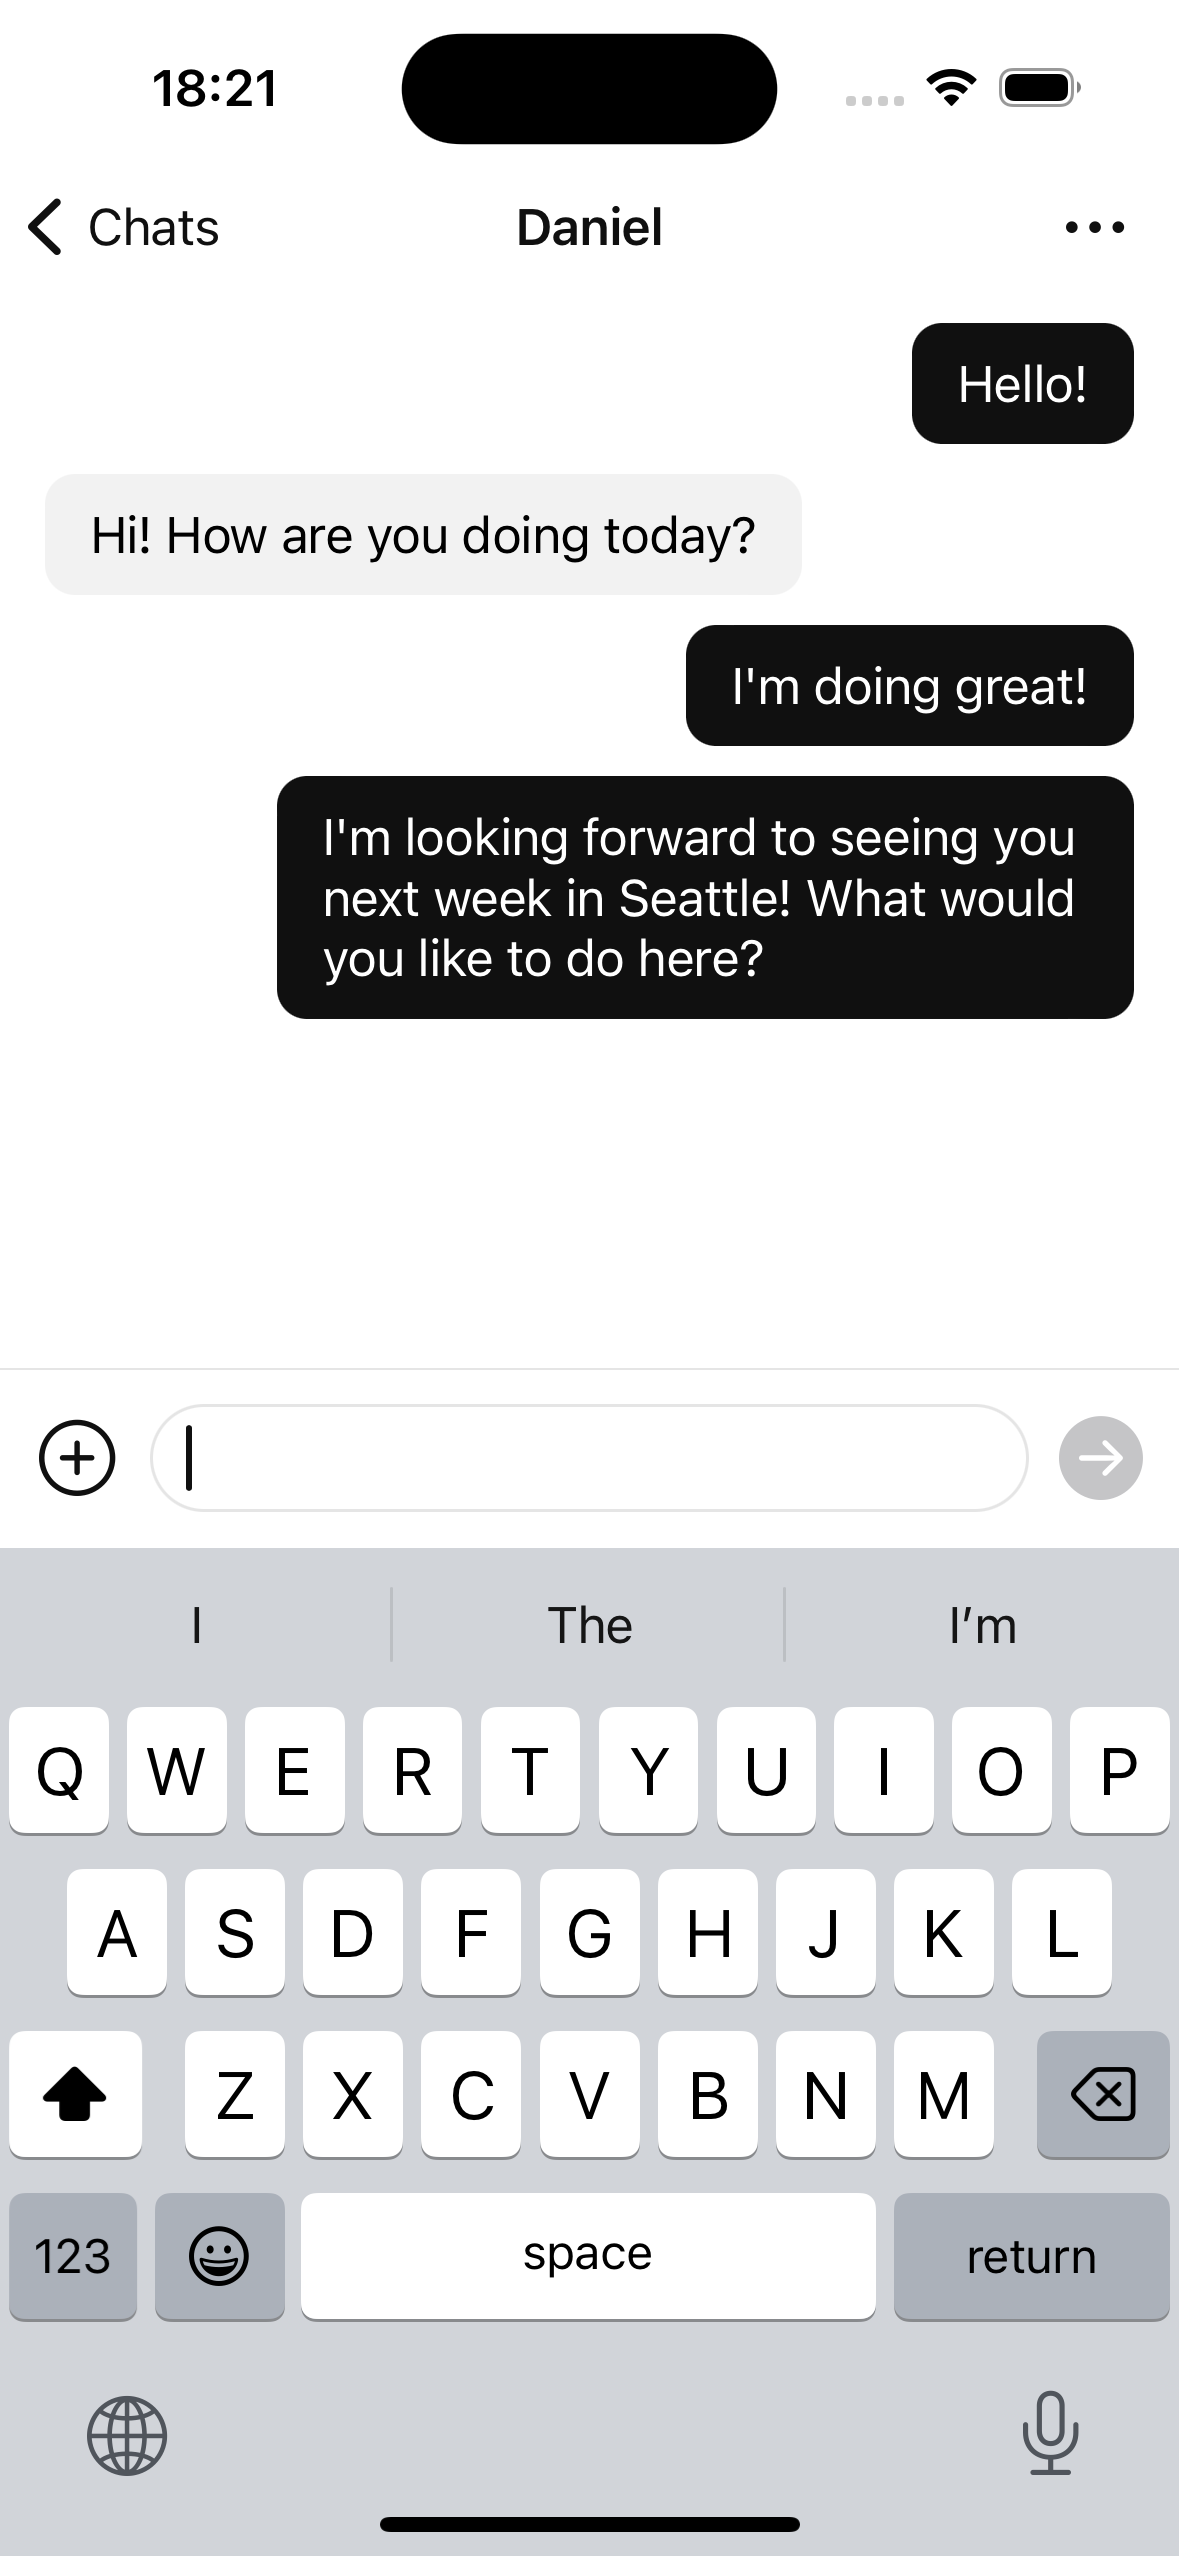 18:21
Chats
Daniel
Hello!
Hi! How are you doing today?
I'm doing great!
I'm looking forward to seeing you
next week in Seattle! What would
you like to do here?
I
The
I’m
Q W E R T Y U I O P
A S D F G H J K L
Z X C V B N M
123
space
return